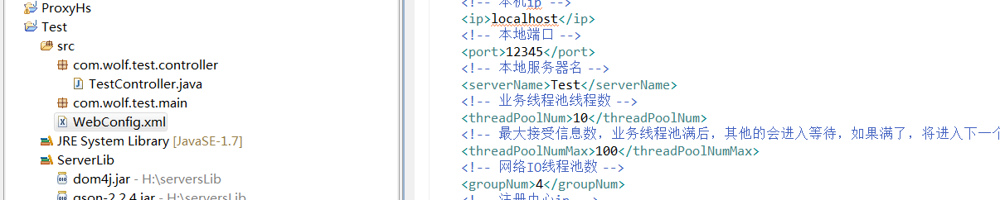 ProxyHs
Test
src
com.wolf.test.controller
TestController.java
com.wolf.test.main
WebConfig.xml
JRE System Library [JavaSE-1.7]
ServerLib
dom4j.jar - H:\serversLib
gson-2.2.4.jar - H:\serversLib
<!-- 本机ip -->
<ip>localhost</ip>
<!-- 本地端口 -->
<port>12345</port>
<!-- 本地服务器名 -->
<serverName>Test</serverName>
<!-- 业务线程池线程数 -->
<threadPoolNum>10</threadPoolNum>
<!-- 最大接受信息数，业务线程池满后，其他的会进入等待，如果满了，将进入下一个
<threadPoolNumMax>100</threadPoolNumMax>
<!-- 网络IO线程池数 -->
<groupNum>4</groupNum>
<!-- 注册中心ip -->